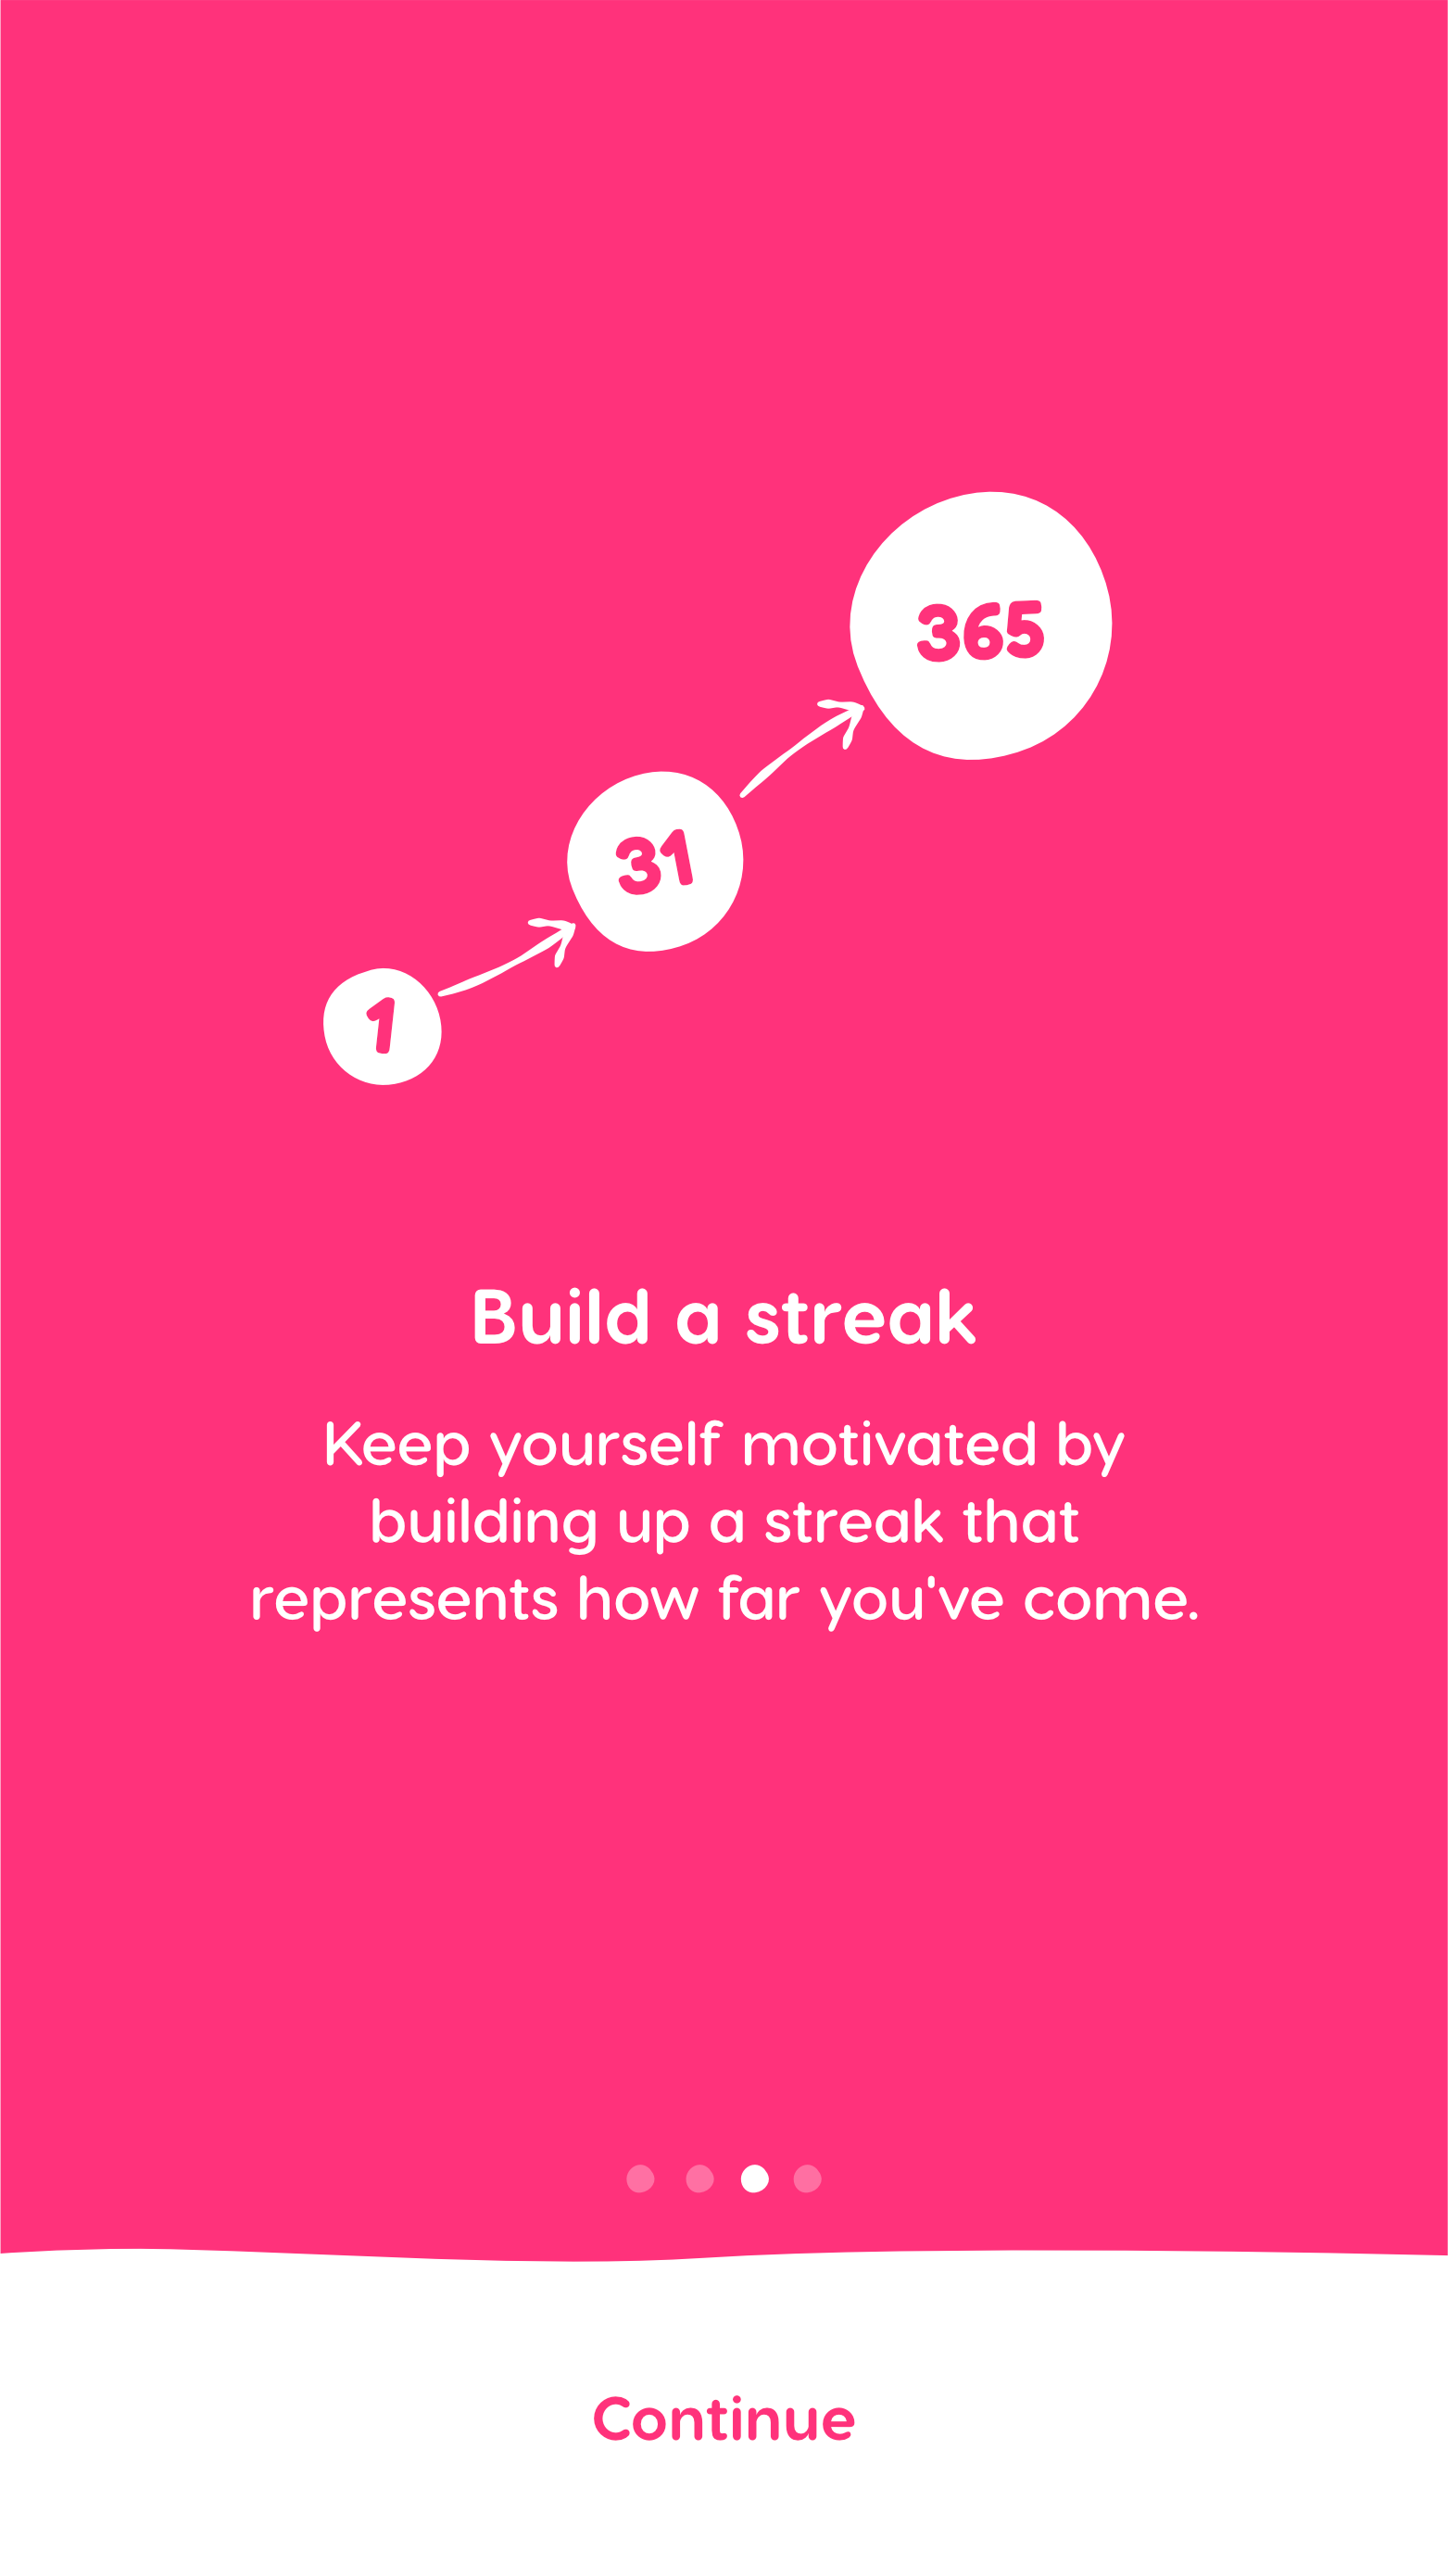 365
31
1
Build a streak
Keep yourself motivated by
building up a streak that
represents how far you've come.
Continue